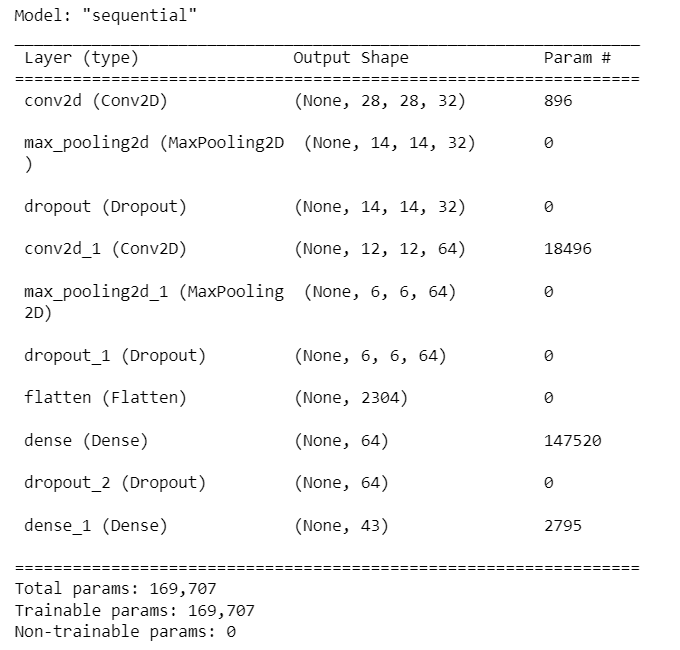 Model: "sequential"
Layer (type) Output Shape Param #
conv2d (Conv2D) (None, 28, 28, 32) 896
max_pooling2d (MaxPooling2D (None, 14, 14, 32) 0
)
dropout (Dropout) (None, 14, 14, 32) 0
conv2d_1 (Conv2D) (None, 12, 12, 64) 18496
max_pooling2d_1 (MaxPooling (None, 6, 6, 64) 0
2D)
dropout_1 (Dropout) (None, 6, 6, 64) 0
flatten (Flatten) (None, 2304) 0
dense (Dense) (None, 64) 147520
dropout_2 (Dropout) (None, 64) 0
dense_1 (Dense) (None, 43) 2795
Total params: 169,707
Trainable params: 169,707
Non-trainable params: 0